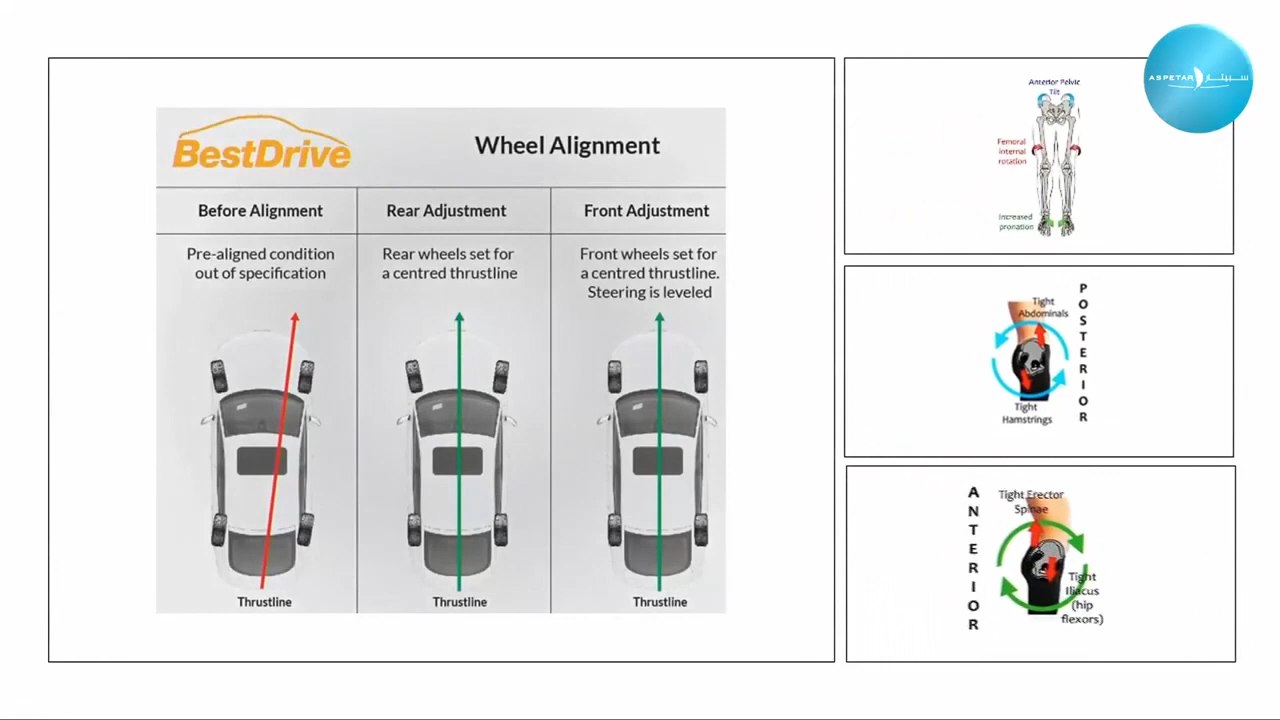 BestDrive
Wheel Alignment
Before Alignment
Rear Adjustment
Front Adjustment
Pre-aligned condition
out of specification
Rear wheels set for
a centred thrustline
Front wheels set for
a centred thrustline.
Steering is leveled
Thrustline
Thrustline
Thrustline
Anterior Pelvic
Tilt
Femoral
internal
rotation
Increased
pronation
ASPETAR سبيتار
Tight
Abdominals
Tight
Hamstrings
POSTERIOR
ANTERIOR
Tight Erector
Spinae
Tight
Iliacus
(hip
flexors)